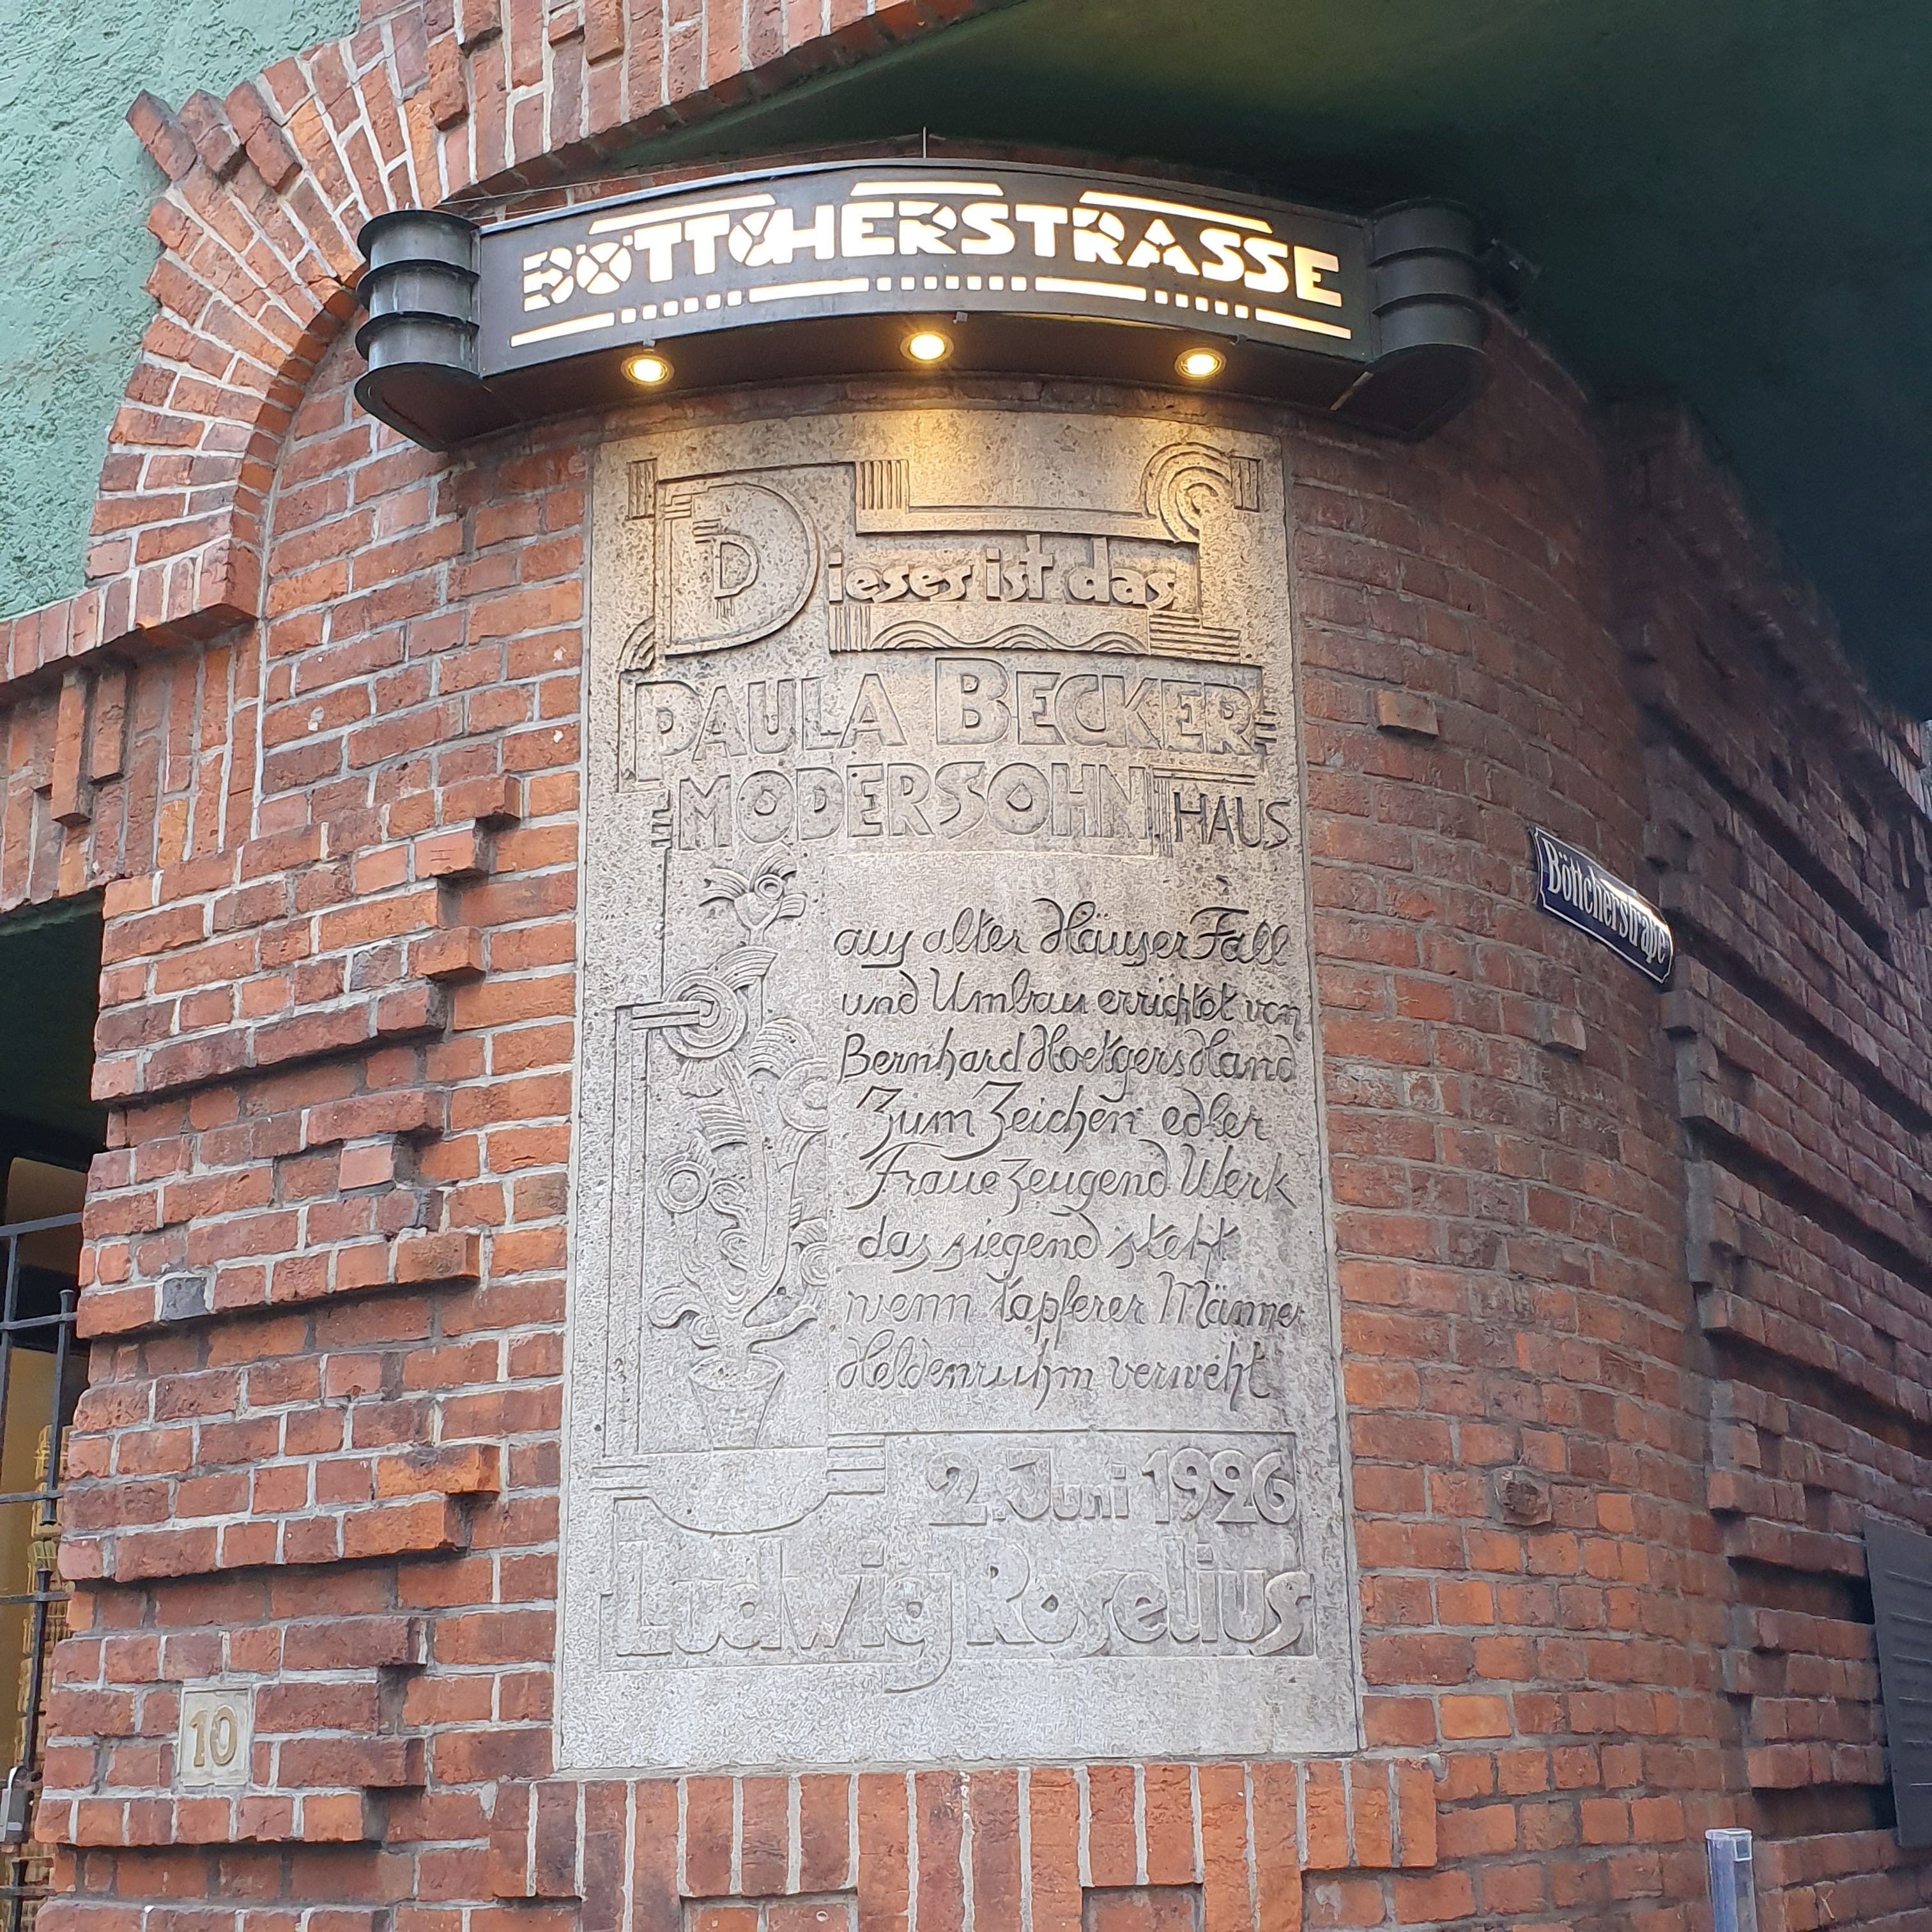 BÖTTCHERSTRASSE
Dieses ist das
PAULA BECKER
MODERSOHN HAUS
aus alter Häuser Fall
und Umbau errichtet von
Bernhard Hoetgers Hand
Zum Zeichen edler
Fraue zeugend Werk
das siegend steht
wenn tapferer Männer
Heldenruhm verweht
2. Juni 1926
Ludwig Roselius
Böttcherstraße
10